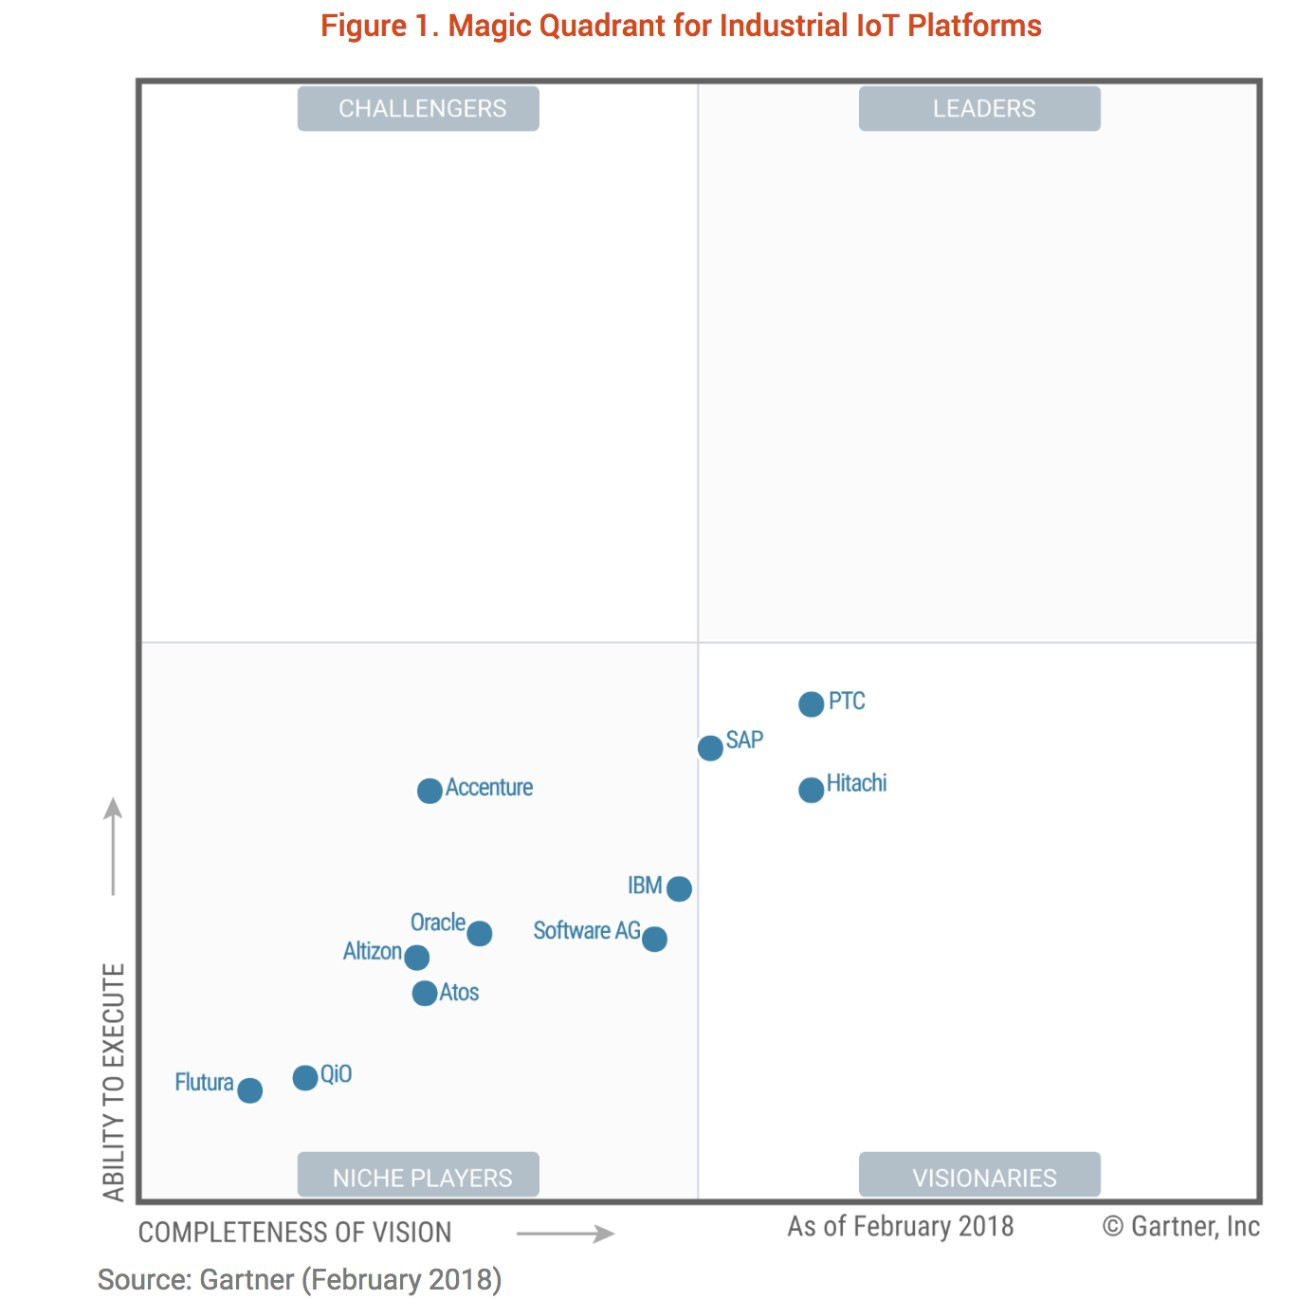 Figure 1. Magic Quadrant for Industrial IoT Platforms
CHALLENGERS
LEADERS
PTC
SAP
Hitachi
Accenture
IBM
Oracle
Software AG
Altizon
Atos
QiO
Flutura
NICHE PLAYERS
VISIONARIES
ABILITY TO EXECUTE
COMPLETENESS OF VISION
As of February 2018
© Gartner, Inc
Source: Gartner (February 2018)